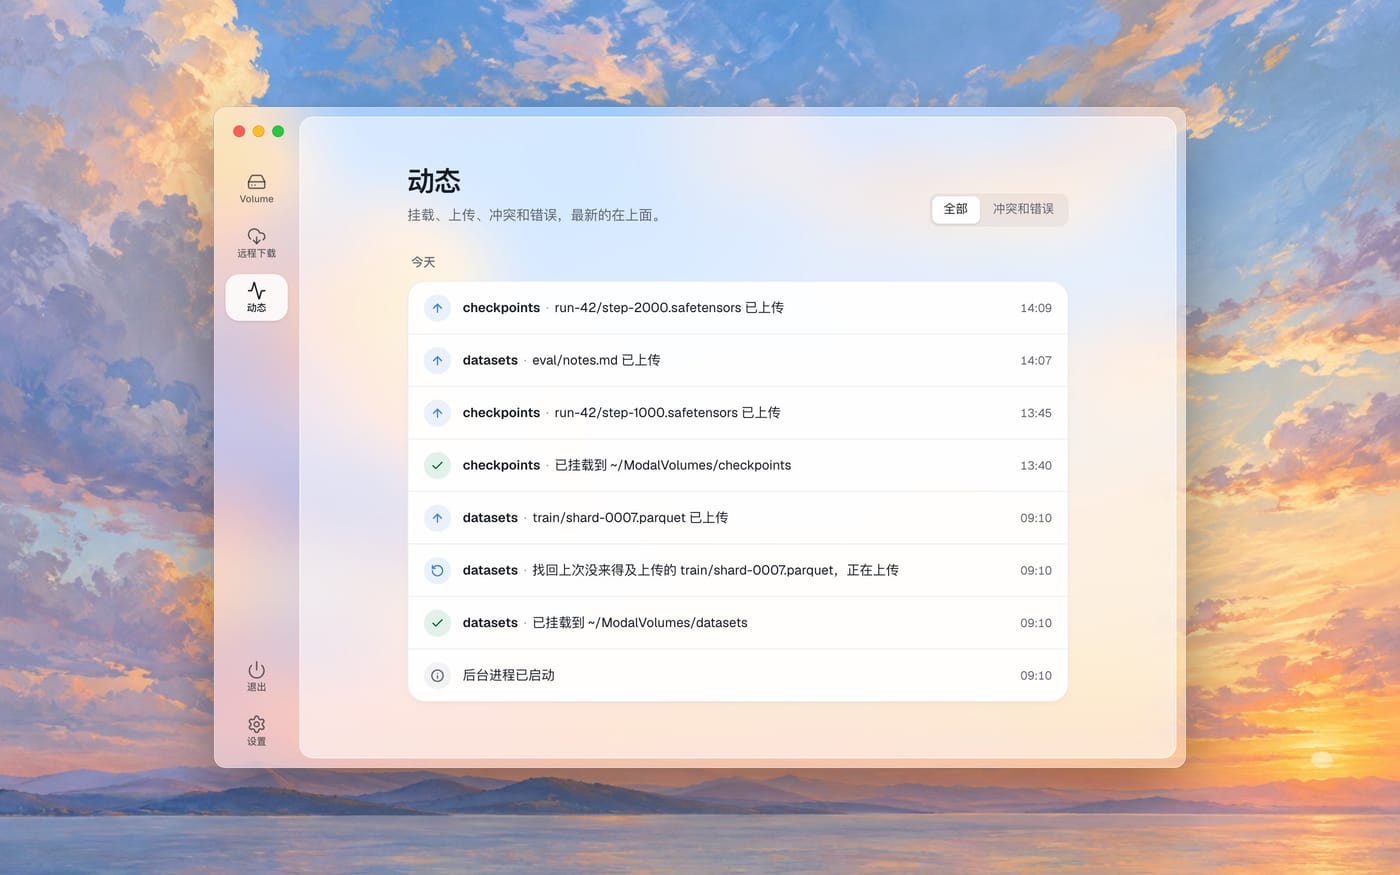 Volume
远程下载
动态
退出
设置
动态
挂载、上传、冲突和错误，最新的在上面。
全部 冲突和错误
今天
checkpoints · run-42/step-2000.safetensors 已上传 14:09
datasets · eval/notes.md 已上传 14:07
checkpoints · run-42/step-1000.safetensors 已上传 13:45
checkpoints · 已挂载到 ~/ModalVolumes/checkpoints 13:40
datasets · train/shard-0007.parquet 已上传 09:10
datasets · 找回上次没来得及上传的 train/shard-0007.parquet，正在上传 09:10
datasets · 已挂载到 ~/ModalVolumes/datasets 09:10
后台进程已启动 09:10